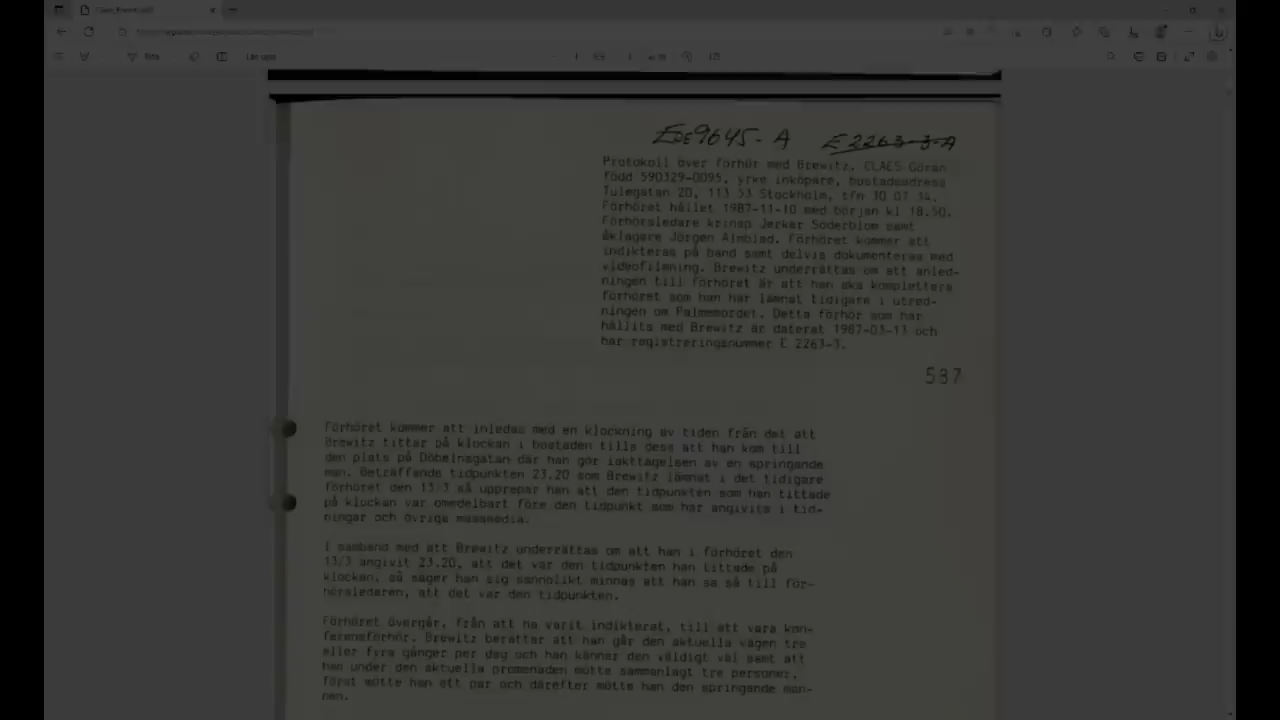 EDE9645-A E2263-3-A
Protokoll över förhör med Brewitz, CLAES Göran
född 590329-0095, yrke inköpare, bostadsadress
Tulegatan 20, 113 53 Stockholm, tfn 30 07 34.
Förhöret hållet 1987-11-10 med början kl 18.50.
Förhörsledare krinsp Jerker Söderblom samt
åklagare Jörgen Almblad. Förhöret kommer att
indikteras på band samt delvis dokumenteras med
videofilmning. Brewitz underrättas om att anled-
ningen till förhöret är att han ska komplettera
förhöret som han har lämnat tidigare i utred-
ningen om Palmemordet. Detta förhör som har
hållits med Brewitz är daterat 1987-03-13 och
har registreringsnummer E 2263-3.
587
Förhöret kommer att inledas med en klockning av tiden från det att
Brewitz tittar på klockan i bostaden tills dess att han kom till
den plats på Döbelnsgatan där han gör iakttagelsen av en springande
man. Beträffande tidpunkten 23.20 som Brewitz lämnat i det tidigare
förhöret den 13/3 så upprepar han att den tidpunkten som han tittade
på klockan var omedelbart före den tidpunkt som har angivits i tid-
ningar och övriga massmedia.
I samband med att Brewitz underrättas om att han i förhöret den
13/3 angivit 23.20, att det var den tidpunkten han tittade på
klockan, så säger han sig sannolikt minnas att han sa så till för-
hörsledaren, att det var den tidpunkten.
Förhöret övergår, från att ha varit indikterat, till att vara kon-
ferensförhör. Brewitz berättar att han går den aktuella vägen tre
eller fyra gånger per dag och han känner den väldigt väl samt att
han under den aktuella promenaden mötte sammanlagt tre personer.
Först mötte han ett par och därefter mötte han den springande man-
nen.